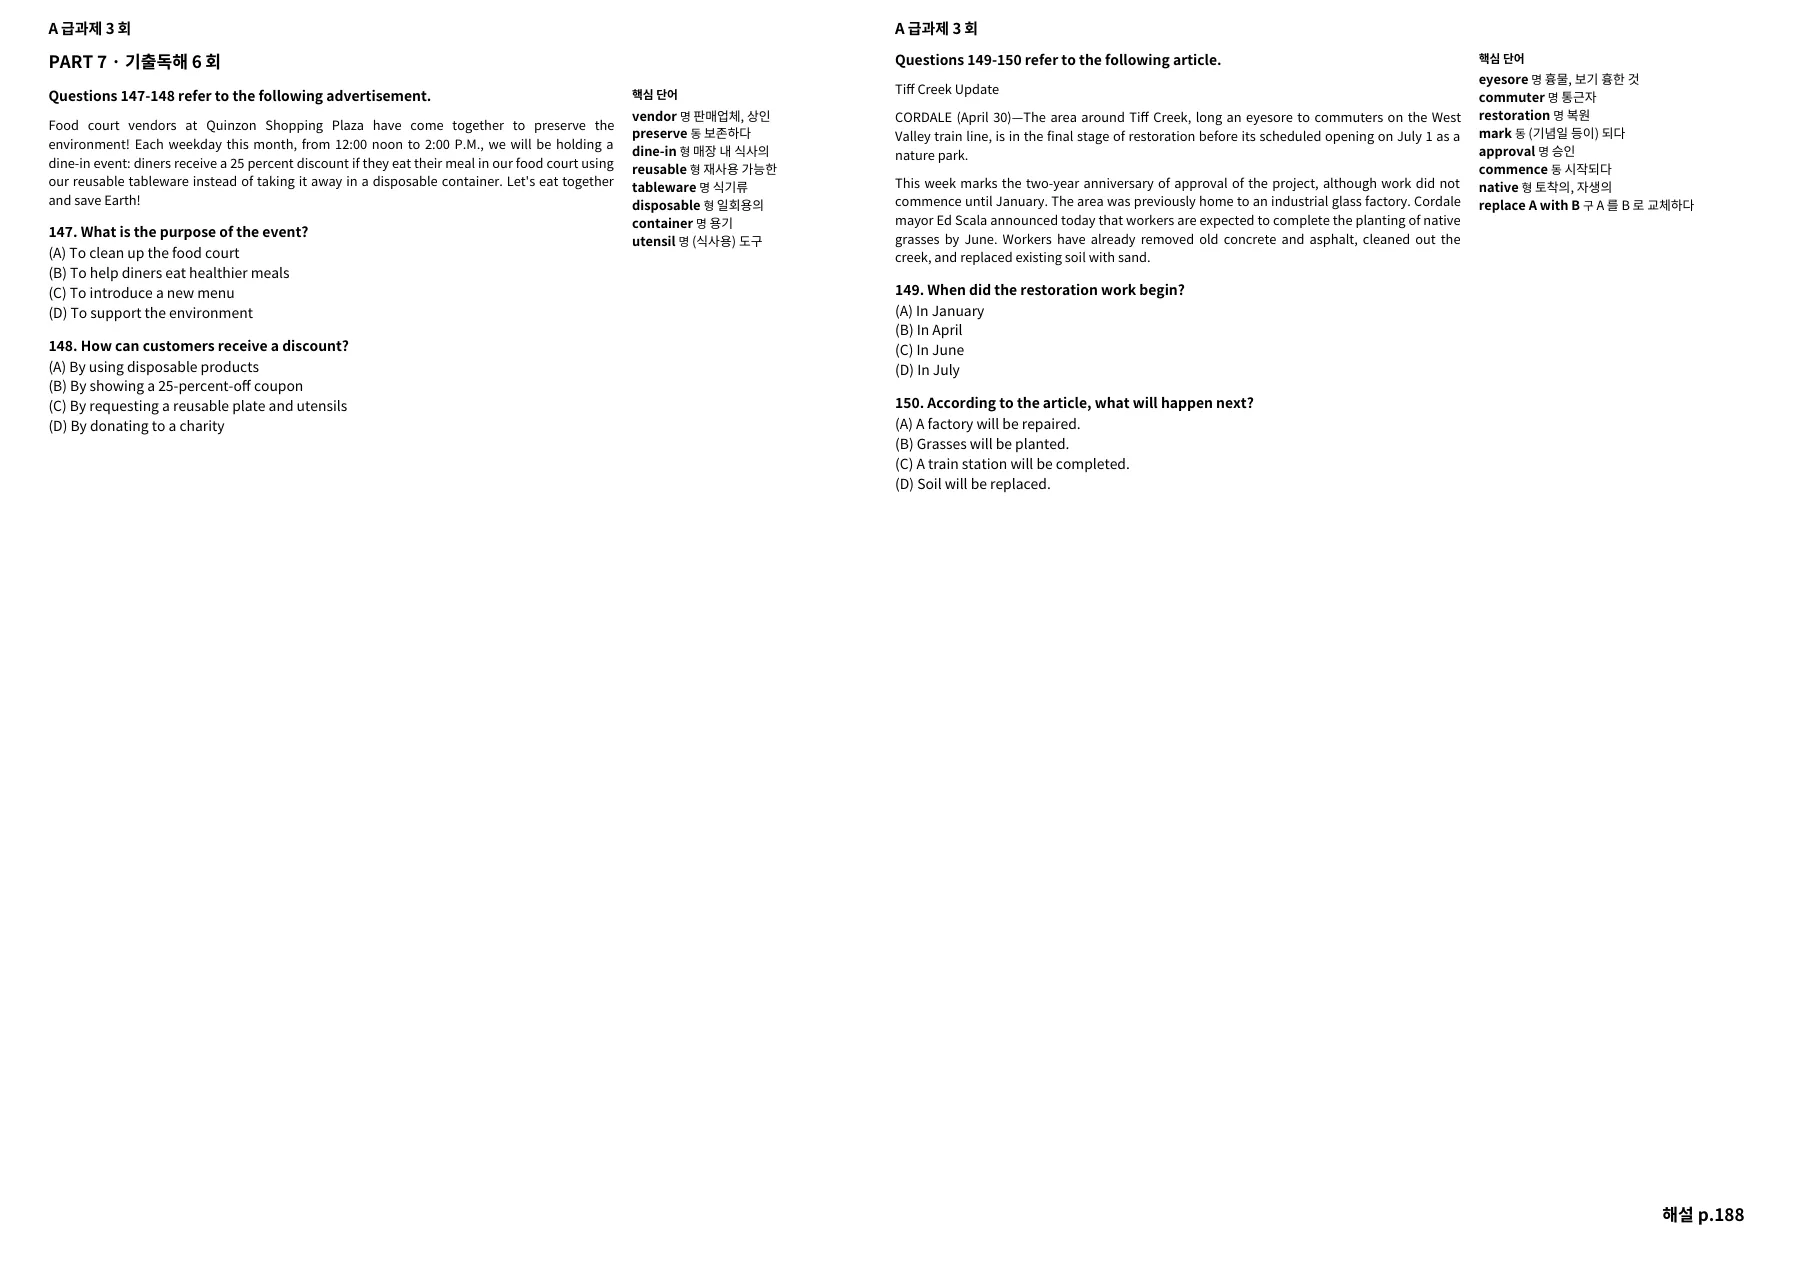 A 급과제 3 회
PART 7 · 기출독해 6 회
Questions 147-148 refer to the following advertisement.
Food court vendors at Quinzon Shopping Plaza have come together to preserve the
environment! Each weekday this month, from 12:00 noon to 2:00 P.M., we will be holding a
dine-in event: diners receive a 25 percent discount if they eat their meal in our food court using
our reusable tableware instead of taking it away in a disposable container. Let's eat together
and save Earth!
147. What is the purpose of the event?
(A) To clean up the food court
(B) To help diners eat healthier meals
(C) To introduce a new menu
(D) To support the environment
148. How can customers receive a discount?
(A) By using disposable products
(B) By showing a 25-percent-off coupon
(C) By requesting a reusable plate and utensils
(D) By donating to a charity
핵심 단어
vendor 명 판매업체, 상인
preserve 동 보존하다
dine-in 형 매장 내 식사의
reusable 형 재사용 가능한
tableware 명 식기류
disposable 형 일회용의
container 명 용기
utensil 명 (식사용) 도구
A 급과제 3 회
Questions 149-150 refer to the following article.
Tiff Creek Update
CORDALE (April 30)—The area around Tiff Creek, long an eyesore to commuters on the West
Valley train line, is in the final stage of restoration before its scheduled opening on July 1 as a
nature park.
This week marks the two-year anniversary of approval of the project, although work did not
commence until January. The area was previously home to an industrial glass factory. Cordale
mayor Ed Scala announced today that workers are expected to complete the planting of native
grasses by June. Workers have already removed old concrete and asphalt, cleaned out the
creek, and replaced existing soil with sand.
149. When did the restoration work begin?
(A) In January
(B) In April
(C) In June
(D) In July
150. According to the article, what will happen next?
(A) A factory will be repaired.
(B) Grasses will be planted.
(C) A train station will be completed.
(D) Soil will be replaced.
핵심 단어
eyesore 명 흉물, 보기 흉한 것
commuter 명 통근자
restoration 명 복원
mark 동 (기념일 등이) 되다
approval 명 승인
commence 동 시작되다
native 형 토착의, 자생의
replace A with B 구 A 를 B 로 교체하다
해설 p.188